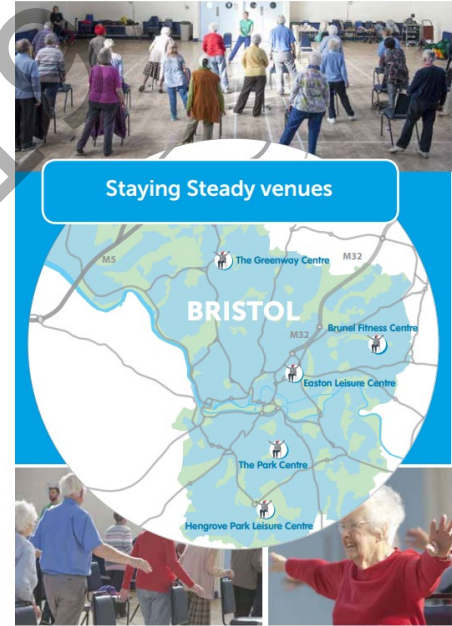 Staying Steady venues
M5
The Greenway Centre
M32
BRISTOL
Brunel Fitness Centre
M32
Easton Leisure Centre
The Park Centre
Hengrove Park Leisure Centre